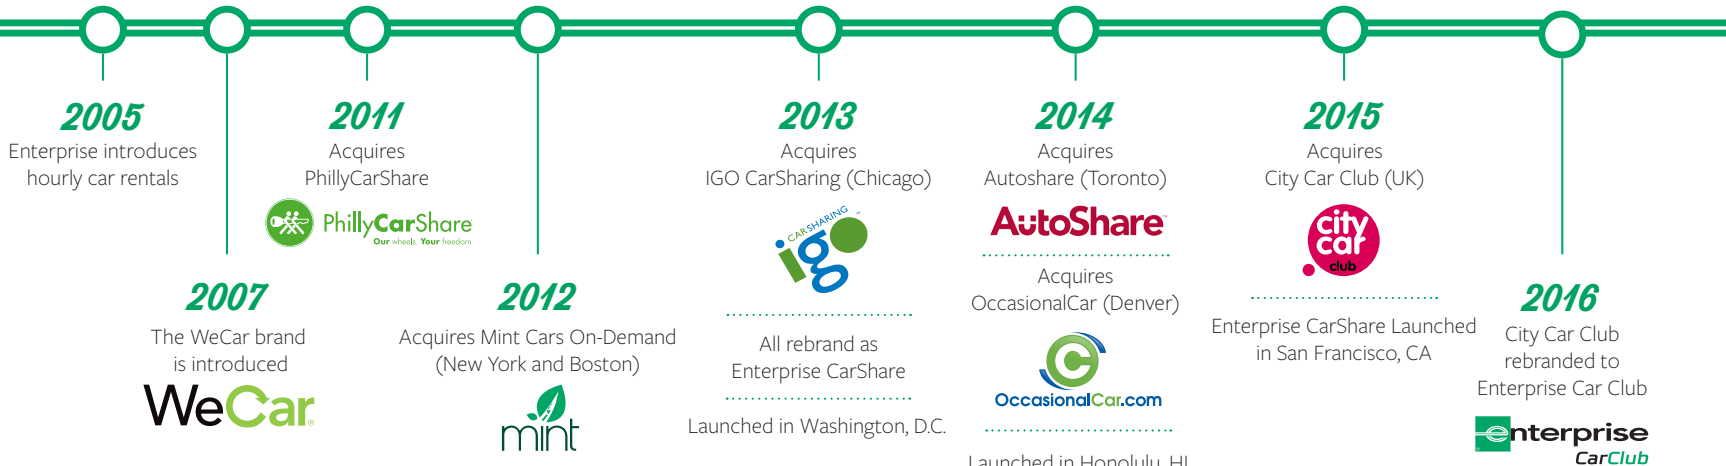 2005
Enterprise introduces
hourly car rentals
2007
The WeCar brand
is introduced
WeCar
2011
Acquires
PhillyCarShare
PhillyCarShare
Our wheels. Your freedom
2012
Acquires Mint Cars On-Demand
(New York and Boston)
mint
2013
Acquires
IGO CarSharing (Chicago)
CAR SHARING
igo
All rebrand as
Enterprise CarShare
Launched in Washington, D.C.
2014
Acquires
Autoshare (Toronto)
AutoShare
Acquires
OccasionalCar (Denver)
OccasionalCar.com
Launched in Honolulu, HI
2015
Acquires
City Car Club (UK)
city
car
club
Enterprise CarShare Launched
in San Francisco, CA
2016
City Car Club
rebranded to
Enterprise Car Club
enterprise
CarClub